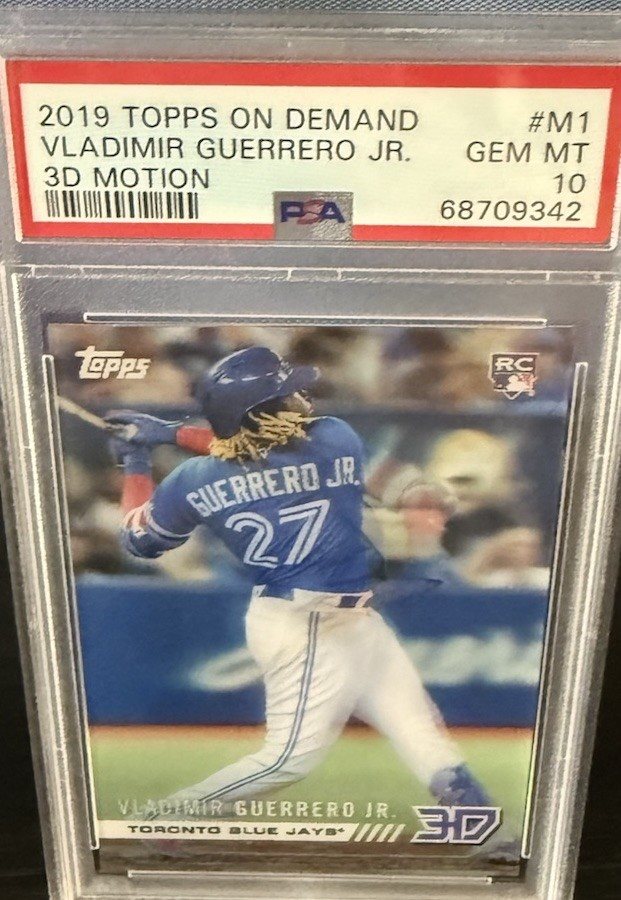 2019 TOPPS ON DEMAND #M1
VLADIMIR GUERRERO JR. GEM MT
3D MOTION 10
PSA 68709342
Topps
RC
GUERRERO JR.
27
VLADIMIR GUERRERO JR.
TORONTO BLUE JAYS
3D